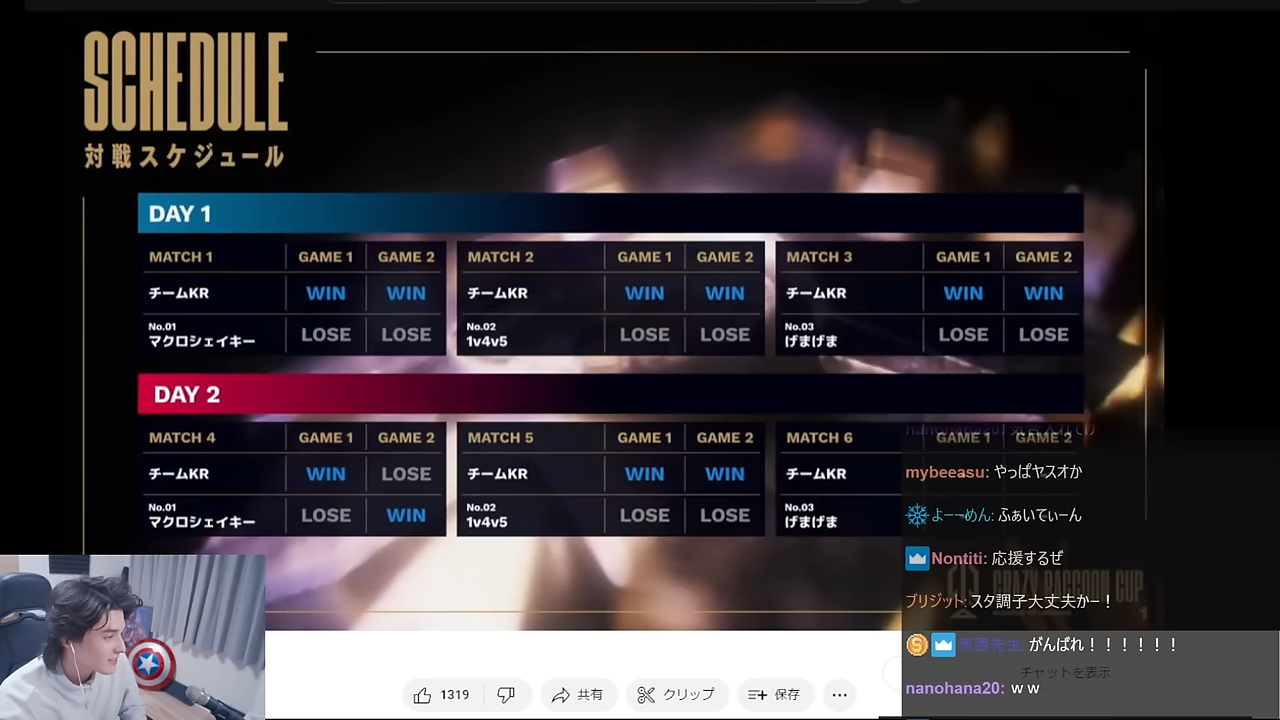 SCHEDULE
対戦スケジュール
DAY 1
MATCH 1 GAME 1 GAME 2
チームKR WIN WIN
No.01
マクロシェイキー LOSE LOSE
MATCH 2 GAME 1 GAME 2
チームKR WIN WIN
No.02
1v4v5 LOSE LOSE
MATCH 3 GAME 1 GAME 2
チームKR WIN WIN
No.03
げまげま LOSE LOSE
DAY 2
MATCH 4 GAME 1 GAME 2
チームKR WIN LOSE
No.01
マクロシェイキー LOSE WIN
MATCH 5 GAME 1 GAME 2
チームKR WIN WIN
No.02
1v4v5 LOSE LOSE
MATCH 6 GAME 1 GAME 2
チームKR
No.03
げまげま
nanohana20:
mybeeasu: やっぱヤスオか
よーーめん: ふぁいてぃーん
Nontiti: 応援するぜ
CRAZY RACCOON CUP
ブリジット: スタ調子大丈夫かー！
赤西先生: がんばれ！！！！！！
チャットを表示
nanohana20: ｗｗ
1319 共有 クリップ 保存